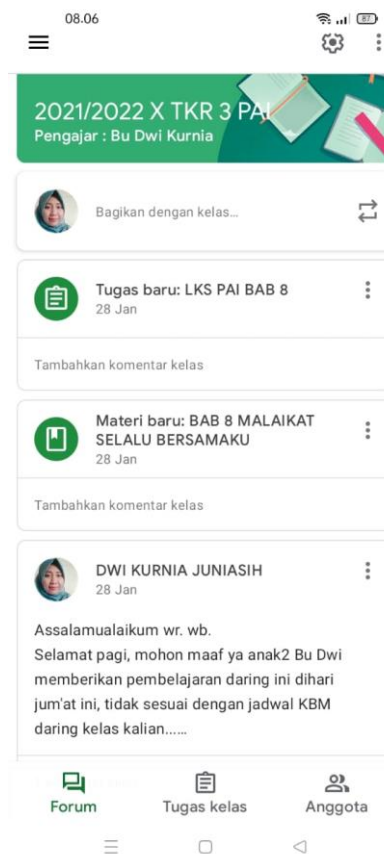 08.06
87
2021/2022 X TKR 3 PAI
Pengajar : Bu Dwi Kurnia
Bagikan dengan kelas...
Tugas baru: LKS PAI BAB 8
28 Jan
Tambahkan komentar kelas
Materi baru: BAB 8 MALAIKAT
SELALU BERSAMAKU
28 Jan
Tambahkan komentar kelas
DWI KURNIA JUNIASIH
28 Jan
Assalamualaikum wr. wb.
Selamat pagi, mohon maaf ya anak2 Bu Dwi
memberikan pembelajaran daring ini dihari
jum'at ini, tidak sesuai dengan jadwal KBM
daring kelas kalian......
Forum
Tugas kelas
Anggota